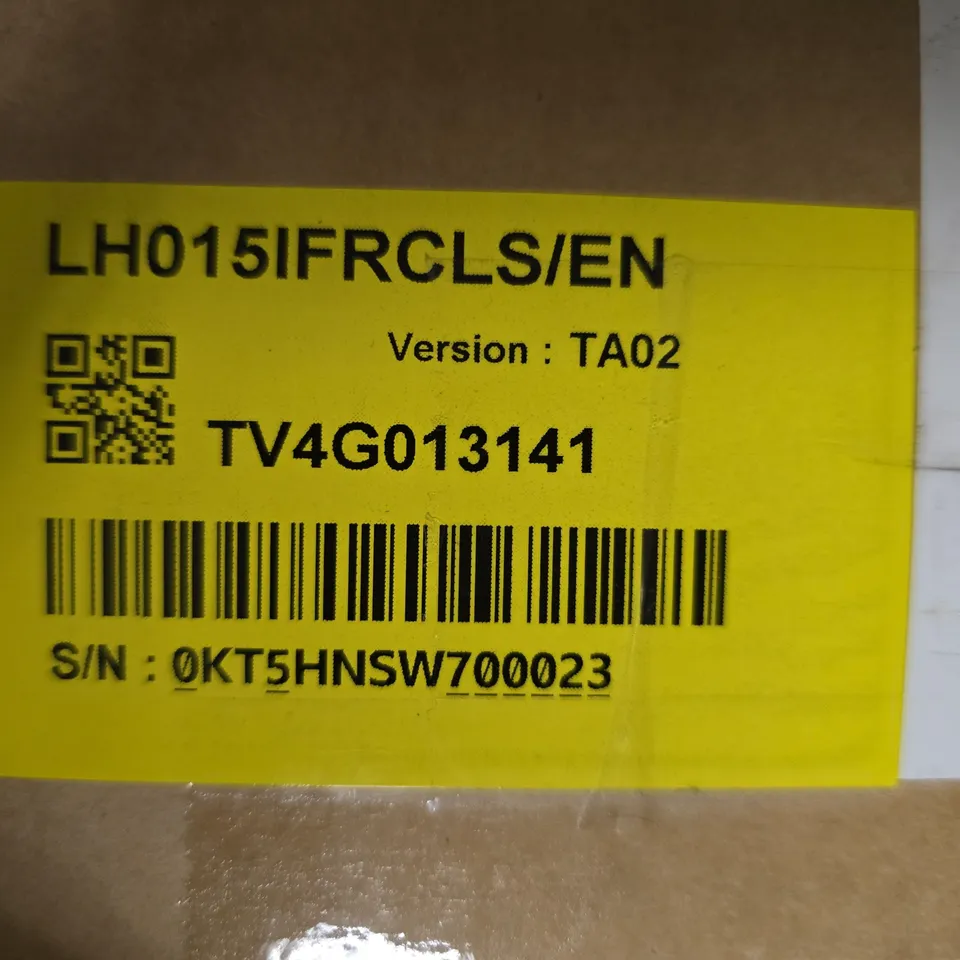 LH015IFRCLS/EN
Version : TA02
TV4G013141
S/N : 0KT5HNSW700023